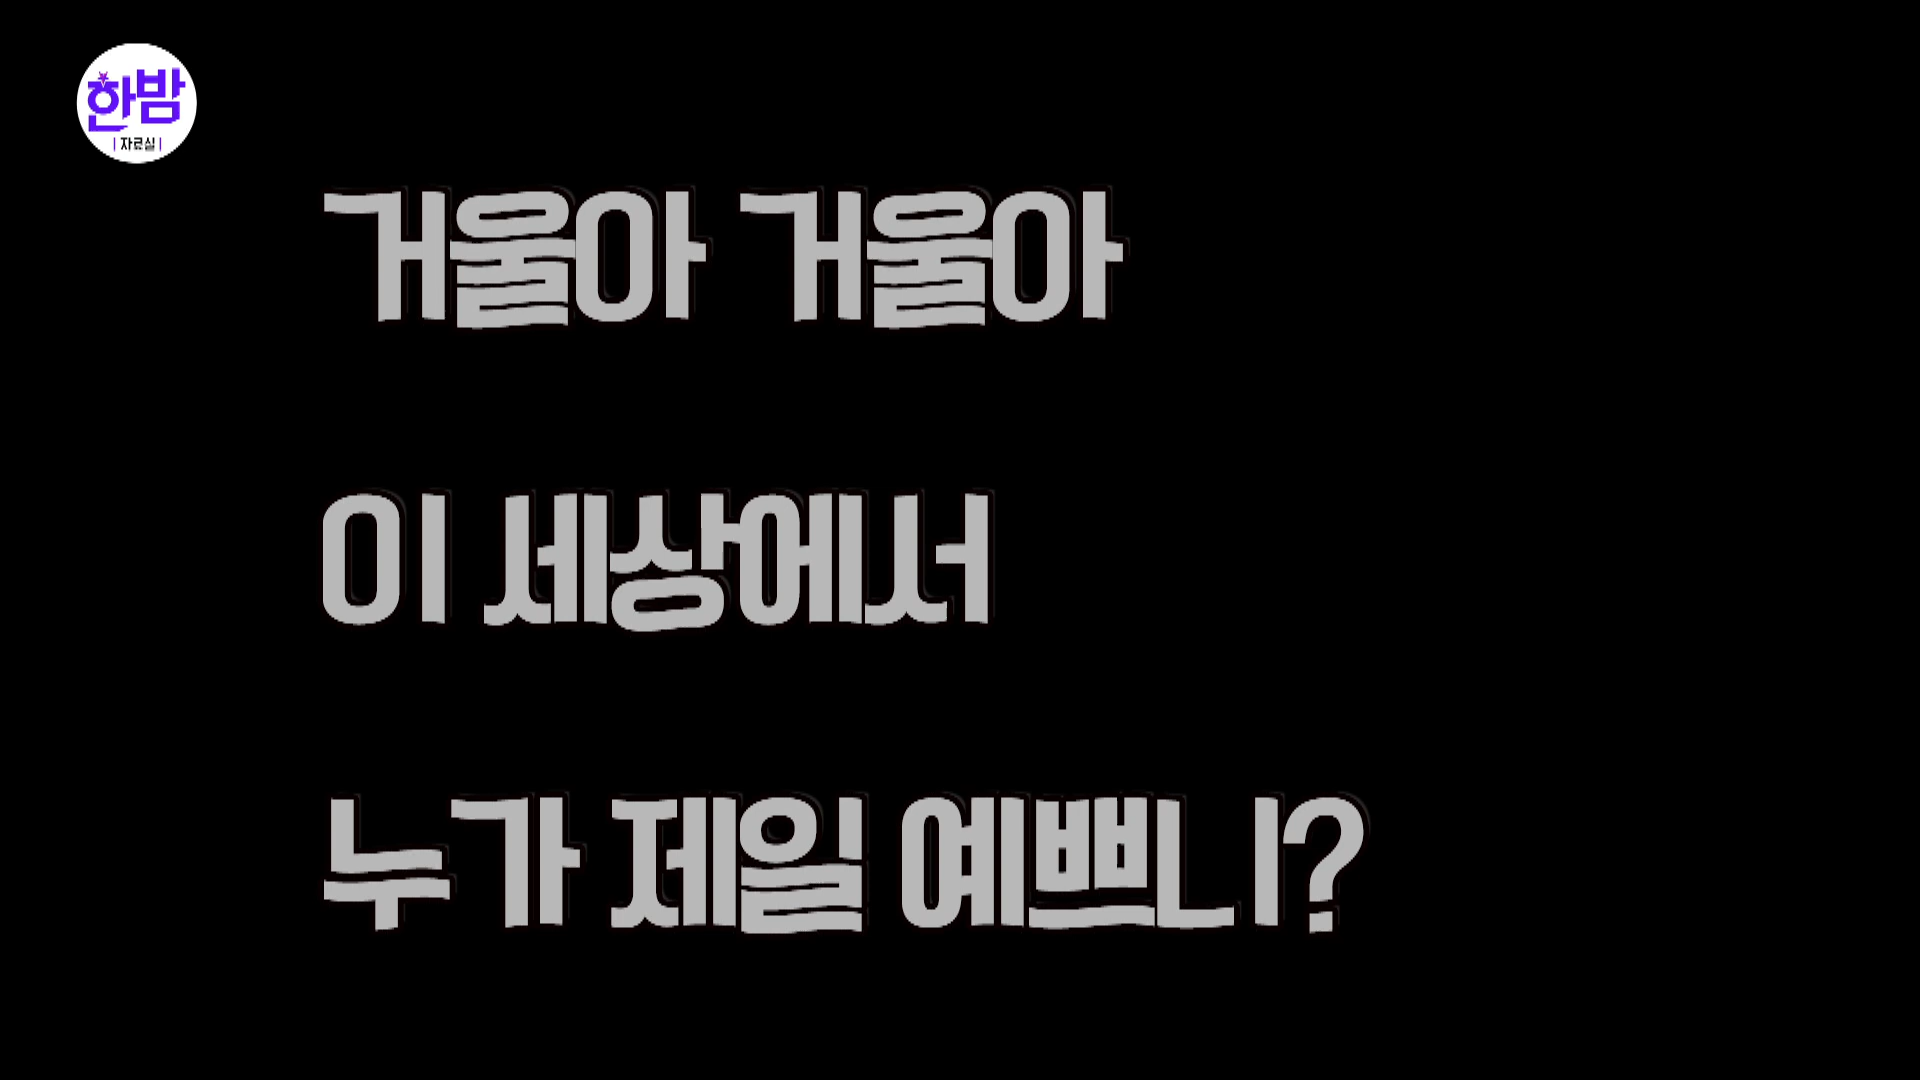 한밤
| 자료실 |
거울아 거울아
이 세상에서
누가 제일 예쁘니?